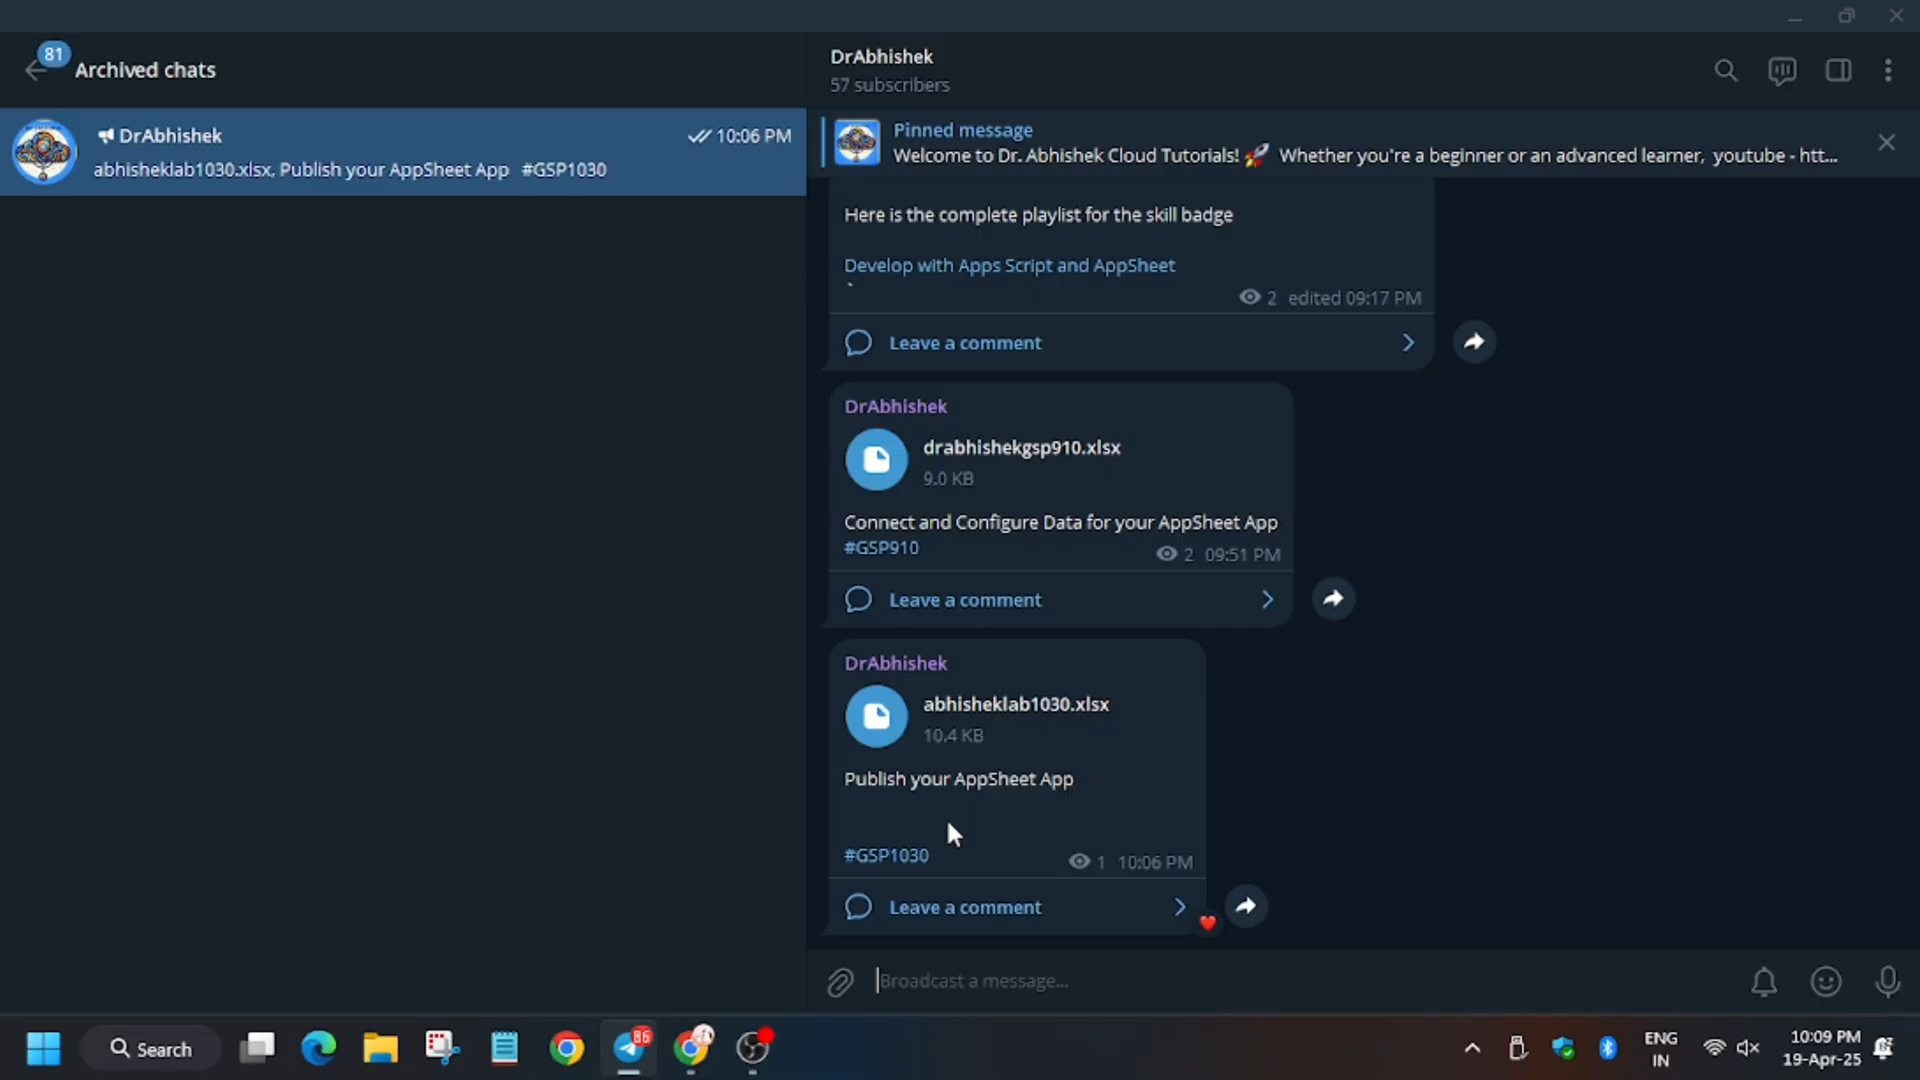 81
Archived chats
DrAbhishek
10:06 PM
abhisheklab1030.xlsx, Publish your AppSheet App #GSP1030
DrAbhishek
57 subscribers
Pinned message
Welcome to Dr. Abhishek Cloud Tutorials! 🚀 Whether you're a beginner or an advanced learner, youtube - htt...
Here is the complete playlist for the skill badge
Develop with Apps Script and AppSheet
`
2 edited 09:17 PM
Leave a comment
DrAbhishek
drabhishekgsp910.xlsx
9.0 KB
Connect and Configure Data for your AppSheet App
#GSP910
2 09:51 PM
Leave a comment
DrAbhishek
abhisheklab1030.xlsx
10.4 KB
Publish your AppSheet App
#GSP1030
1 10:06 PM
Leave a comment
Broadcast a message...
Search
86
ENG
IN
10:09 PM
19-Apr-25